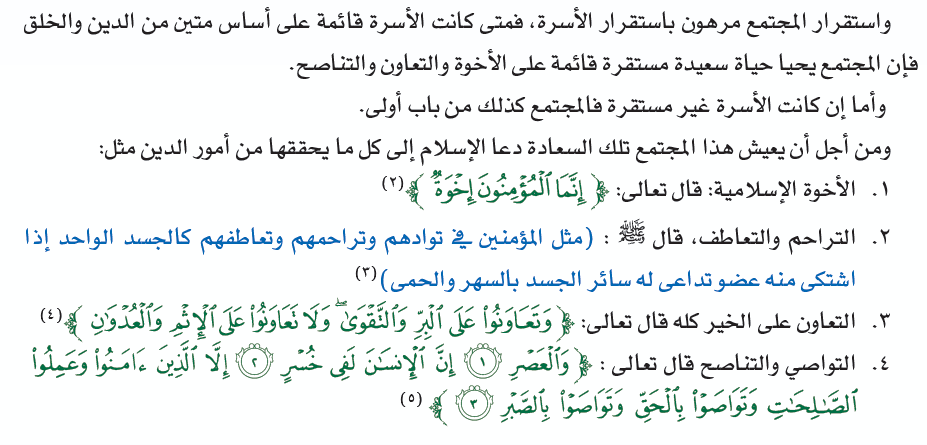 واستقرار المجتمع مرهون باستقرار الأسرة، فمتى كانت الأسرة قائمة على أساس متين من الدين والخلق
فإن المجتمع يحيا حياة سعيدة مستقرة قائمة على الأخوة والتعاون والتناصح.
وأما إن كانت الأسرة غير مستقرة فالمجتمع كذلك من باب أولى.
ومن أجل أن يعيش هذا المجتمع تلك السعادة دعا الإسلام إلى كل ما يحققها من أمور الدين مثل:
١. الأخوة الإسلامية: قال تعالى: ﴿ إِنَّمَا ٱلْمُؤْمِنُونَ إِخْوَةٌ ﴾(٢)
٢. التراحم والتعاطف، قال ﷺ : (مثل المؤمنين في توادهم وتراحمهم وتعاطفهم كالجسد الواحد إذا
اشتكى منه عضو تداعى له سائر الجسد بالسهر والحمى)(٣)
٣. التعاون على الخير كله قال تعالى: ﴿ وَتَعَاوَنُوا۟ عَلَى ٱلْبِرِّ وَٱلتَّقْوَىٰ ۖ وَلَا تَعَاوَنُوا۟ عَلَى ٱلْإِثْمِ وَٱلْعُدْوَٰنِ ﴾(٤)
٤. التواصي والتناصح قال تعالى : ﴿ وَٱلْعَصْرِ ۝١ إِنَّ ٱلْإِنسَٰنَ لَفِى خُسْرٍ ۝٢ إِلَّا ٱلَّذِينَ ءَامَنُوا۟ وَعَمِلُوا۟
ٱلصَّٰلِحَٰتِ وَتَوَاصَوْا۟ بِٱلْحَقِّ وَتَوَاصَوْا۟ بِٱلصَّبْرِ ۝٣ ﴾(٥)